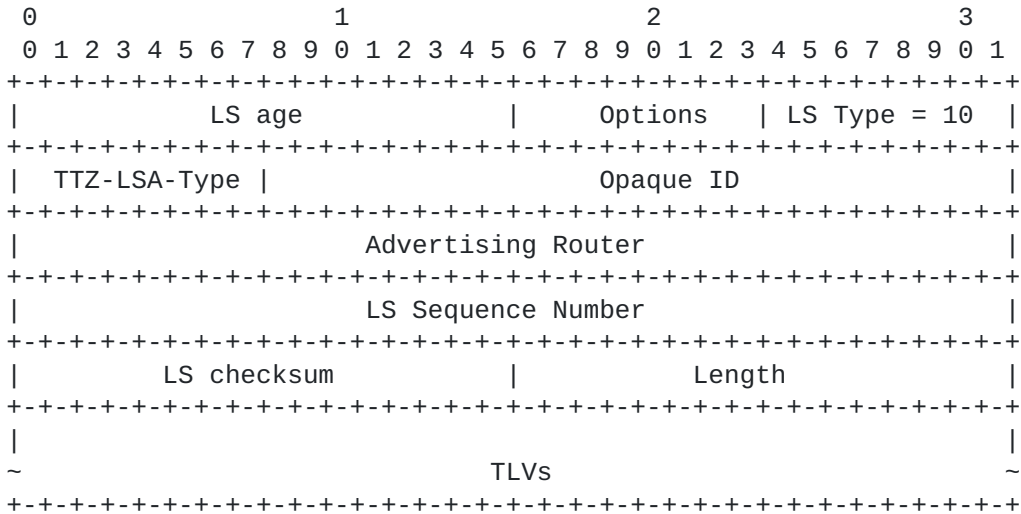 0                   1                   2                   3
 0 1 2 3 4 5 6 7 8 9 0 1 2 3 4 5 6 7 8 9 0 1 2 3 4 5 6 7 8 9 0 1
+-+-+-+-+-+-+-+-+-+-+-+-+-+-+-+-+-+-+-+-+-+-+-+-+-+-+-+-+-+-+-+-+
|            LS age             |     Options   | LS Type = 10  |
+-+-+-+-+-+-+-+-+-+-+-+-+-+-+-+-+-+-+-+-+-+-+-+-+-+-+-+-+-+-+-+-+
|  TTZ-LSA-Type |                     Opaque ID                 |
+-+-+-+-+-+-+-+-+-+-+-+-+-+-+-+-+-+-+-+-+-+-+-+-+-+-+-+-+-+-+-+-+
|                      Advertising Router                       |
+-+-+-+-+-+-+-+-+-+-+-+-+-+-+-+-+-+-+-+-+-+-+-+-+-+-+-+-+-+-+-+-+
|                      LS Sequence Number                       |
+-+-+-+-+-+-+-+-+-+-+-+-+-+-+-+-+-+-+-+-+-+-+-+-+-+-+-+-+-+-+-+-+
|         LS checksum           |           Length              |
+-+-+-+-+-+-+-+-+-+-+-+-+-+-+-+-+-+-+-+-+-+-+-+-+-+-+-+-+-+-+-+-+
|                                                               |
~                              TLVs                             ~
+-+-+-+-+-+-+-+-+-+-+-+-+-+-+-+-+-+-+-+-+-+-+-+-+-+-+-+-+-+-+-+-+